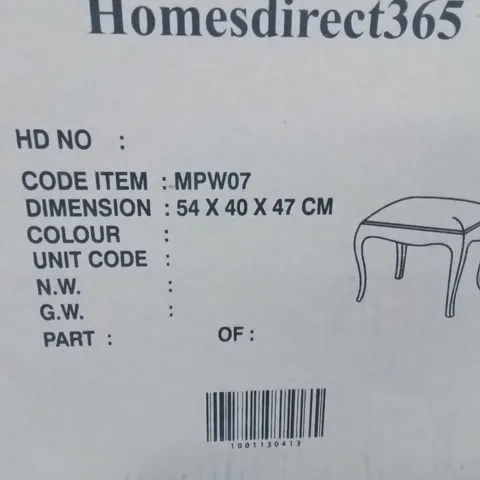 Homesdirect365
HD NO :
CODE ITEM : MPW07
DIMENSION : 54 X 40 X 47 CM
COLOUR :
UNIT CODE :
N.W. :
G.W. :
PART : OF :
1001130413